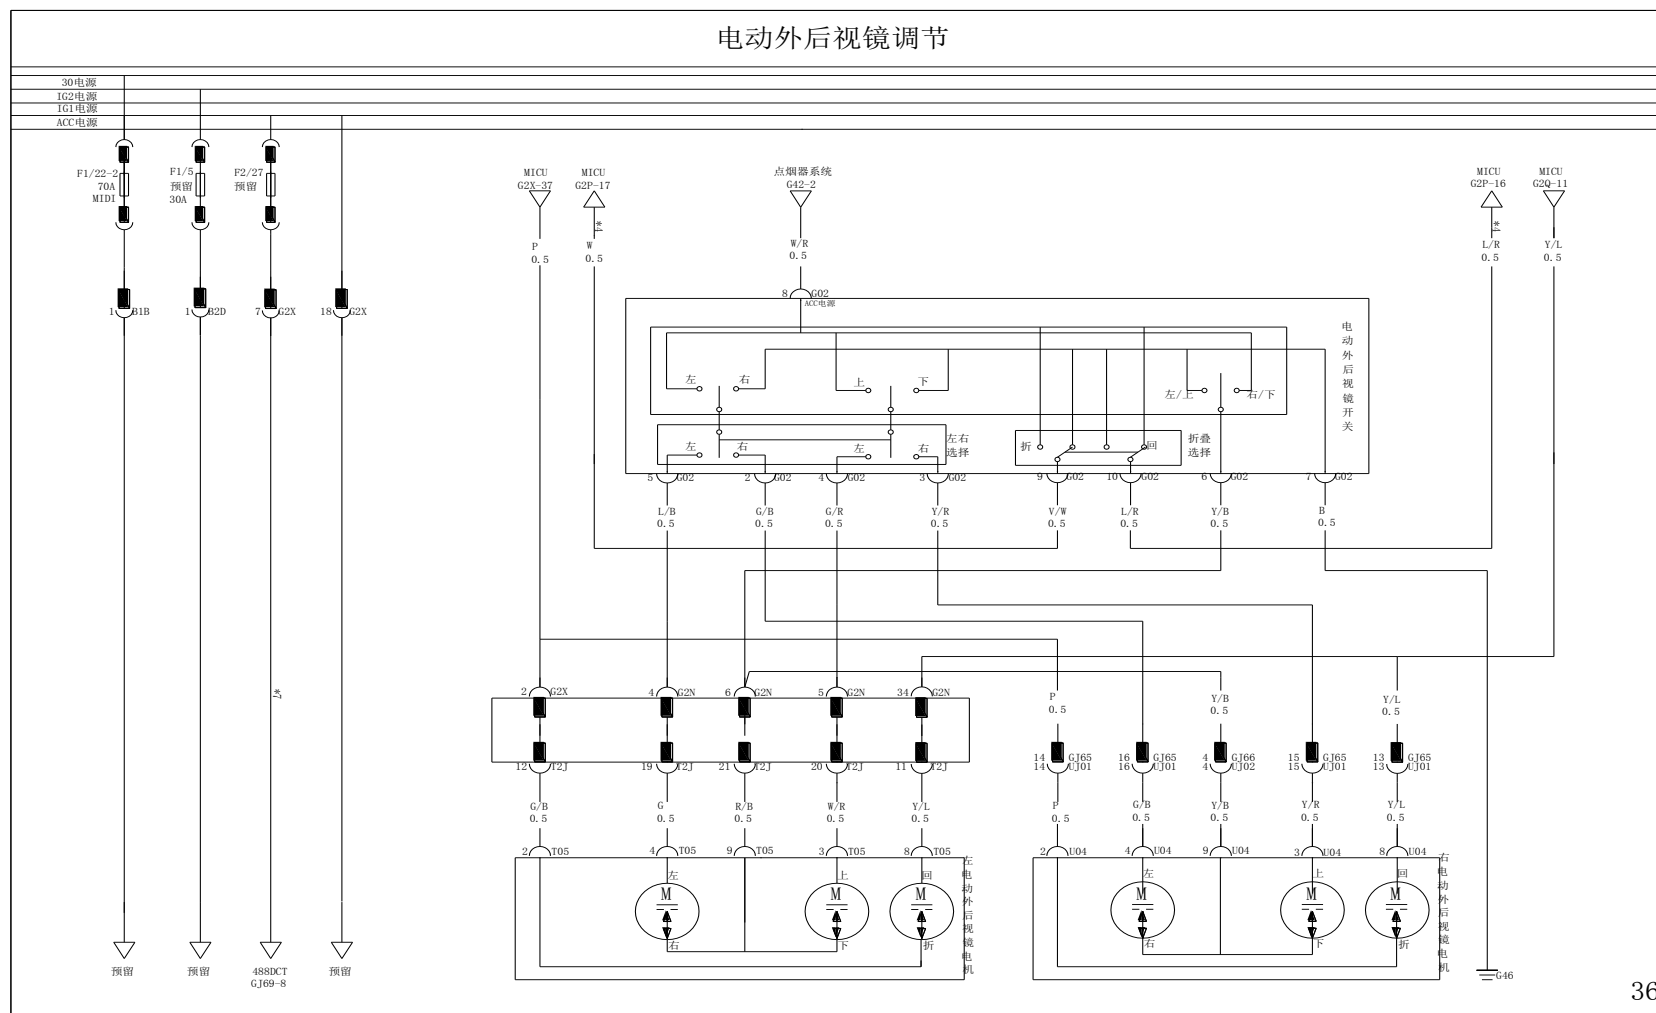 电动外后视镜调节
30电源
IG2电源
IG1电源
ACC电源
F1/22-2
70A
MIDI
F1/5
预留
30A
F2/27
预留
MICU
G2X-37
MICU
G2P-17
点烟器系统
G42-2
MICU
G2P-16
MICU
G2Q-11
*4
*4
P
0.5
W
0.5
W/R
0.5
L/R
0.5
Y/L
0.5
8 G02
ACC电源
1 B1B
1 B2D
7 G2X
18 G2X
电动外后视镜开关
左 右
上 下
左/上 右/下
左 右
左 右
左右
选择
折 回
折叠
选择
5 G02
2 G02
4 G02
3 G02
9 G02
10 G02
6 G02
7 G02
L/B
0.5
G/B
0.5
G/R
0.5
Y/R
0.5
V/W
0.5
L/R
0.5
Y/B
0.5
B
0.5
*7
2 G2X
4 G2N
6 G2N
5 G2N
34 G2N
P
0.5
Y/B
0.5
Y/L
0.5
12 T2J
19 T2J
21 T2J
20 T2J
11 T2J
14 GJ65
14 UJ01
16 GJ65
16 UJ01
4 GJ66
4 UJ02
15 GJ65
15 UJ01
13 GJ65
13 UJ01
G/B
0.5
G
0.5
R/B
0.5
W/R
0.5
Y/L
0.5
P
0.5
G/B
0.5
Y/B
0.5
Y/R
0.5
Y/L
0.5
2 T05
4 T05
9 T05
3 T05
8 T05
2 U04
4 U04
9 U04
3 U04
8 U04
左
M
右
上
M
下
回
M
折
左电动外后视镜电机
左
M
右
上
M
下
回
M
折
右电动外后视镜电机
预留
预留
488DCT
GJ69-8
预留
G46
36